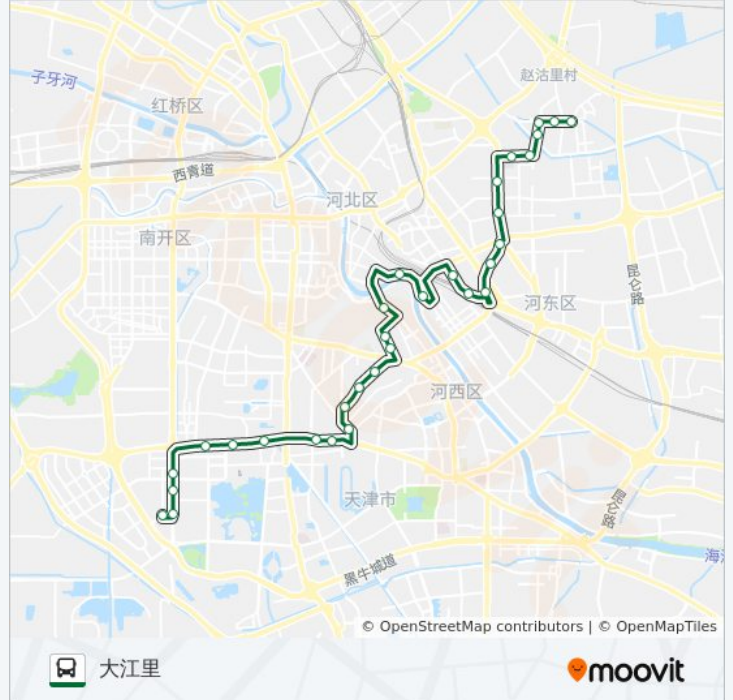 赵沽里村
子牙河
红桥区
西青道
河北区
南开区
昆仑路
河东区
河西区
天津市
昆仑路
黑牛城道
© OpenStreetMap contributors | © OpenMapTiles
大江里
moovit